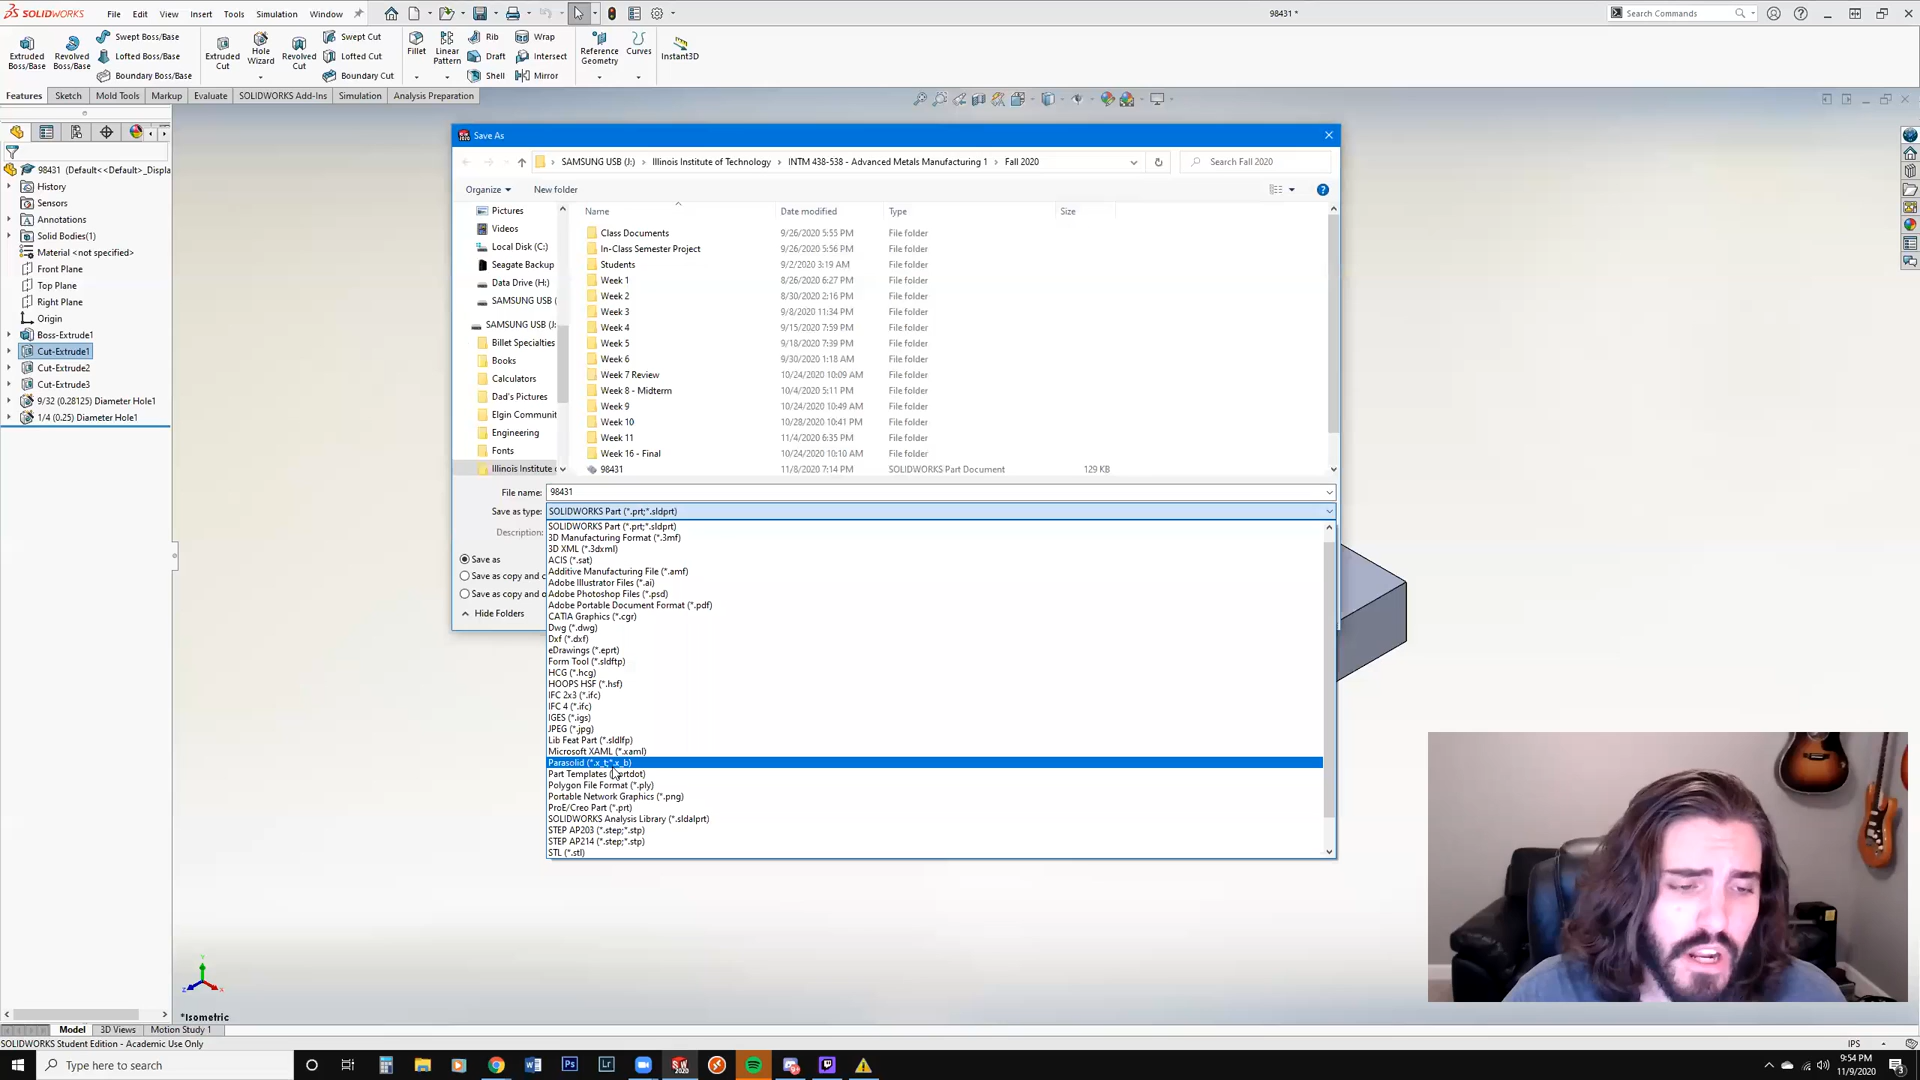 SOLIDWORKS File Edit View Insert Tools Simulation Window
98431 *
Search Commands
Extruded Boss/Base
Revolved Boss/Base
Swept Boss/Base
Lofted Boss/Base
Boundary Boss/Base
Extruded Cut
Hole Wizard
Revolved Cut
Swept Cut
Lofted Cut
Boundary Cut
Fillet
Linear Pattern
Rib
Draft
Shell
Wrap
Intersect
Mirror
Reference Geometry
Curves
Instant3D
Features Sketch Mold Tools Markup Evaluate SOLIDWORKS Add-Ins Simulation Analysis Preparation
98431 (Default<<Default>_Displa
History
Sensors
Annotations
Solid Bodies(1)
Material <not specified>
Front Plane
Top Plane
Right Plane
Origin
Boss-Extrude1
Cut-Extrude1
Cut-Extrude2
Cut-Extrude3
9/32 (0.28125) Diameter Hole1
1/4 (0.25) Diameter Hole1
Save As
SAMSUNG USB (J:) > Illinois Institute of Technology > INTM 438-538 - Advanced Metals Manufacturing 1 > Fall 2020
Search Fall 2020
Organize New folder
Pictures
Videos
Local Disk (C:)
Seagate Backup
Data Drive (H:)
SAMSUNG USB (
SAMSUNG USB (J:
Billet Specialties
Books
Calculators
Dad's Pictures
Elgin Communit
Engineering
Fonts
Illinois Institute
Name Date modified Type Size
Class Documents 9/26/2020 5:55 PM File folder
In-Class Semester Project 9/26/2020 5:56 PM File folder
Students 9/2/2020 3:19 AM File folder
Week 1 8/26/2020 6:27 PM File folder
Week 2 8/30/2020 2:16 PM File folder
Week 3 9/8/2020 11:34 PM File folder
Week 4 9/15/2020 7:59 PM File folder
Week 5 9/18/2020 7:39 PM File folder
Week 6 9/30/2020 1:18 AM File folder
Week 7 Review 10/24/2020 10:09 AM File folder
Week 8 - Midterm 10/4/2020 5:11 PM File folder
Week 9 10/24/2020 10:49 AM File folder
Week 10 10/28/2020 10:41 PM File folder
Week 11 11/4/2020 6:35 PM File folder
Week 16 - Final 10/24/2020 10:10 AM File folder
98431 11/8/2020 7:14 PM SOLIDWORKS Part Document 129 KB
File name: 98431
Save as type: SOLIDWORKS Part (*.prt;*.sldprt)
Description:
Save as
Save as copy and c
Save as copy and o
Hide Folders
SOLIDWORKS Part (*.prt;*.sldprt)
3D Manufacturing Format (*.3mf)
3D XML (*.3dxml)
ACIS (*.sat)
Additive Manufacturing File (*.amf)
Adobe Illustrator Files (*.ai)
Adobe Photoshop Files (*.psd)
Adobe Portable Document Format (*.pdf)
CATIA Graphics (*.cgr)
Dwg (*.dwg)
Dxf (*.dxf)
eDrawings (*.eprt)
Form Tool (*.sldftp)
HCG (*.hcg)
HOOPS HSF (*.hsf)
IFC 2x3 (*.ifc)
IFC 4 (*.ifc)
IGES (*.igs)
JPEG (*.jpg)
Lib Feat Part (*.sldlfp)
Microsoft XAML (*.xaml)
Parasolid (*.x_t;*.x_b)
Part Templates (*.prtdot)
Polygon File Format (*.ply)
Portable Network Graphics (*.png)
ProE/Creo Part (*.prt)
SOLIDWORKS Analysis Library (*.sldalprt)
STEP AP203 (*.step;*.stp)
STEP AP214 (*.step;*.stp)
STL (*.stl)
*Isometric
Model 3D Views Motion Study 1
SOLIDWORKS Student Edition - Academic Use Only
IPS
Type here to search
9:54 PM
11/9/2020